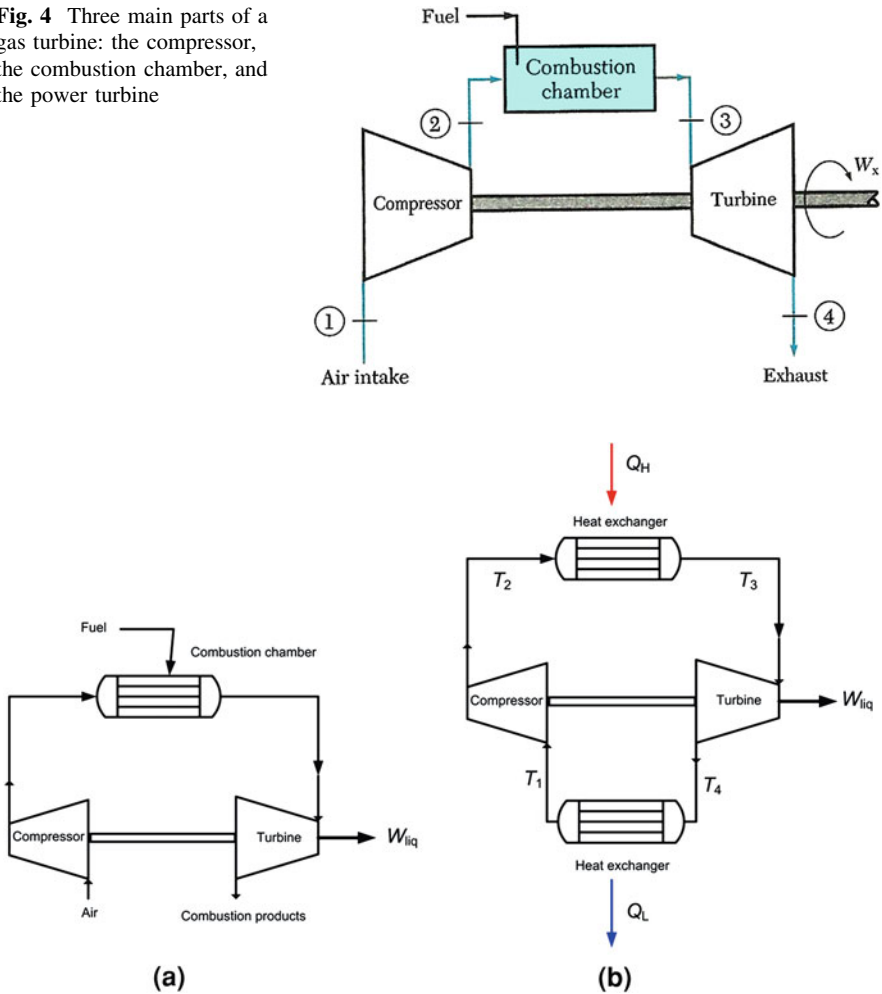 Fig. 4 Three main parts of a
gas turbine: the compressor,
the combustion chamber, and
the power turbine
Fuel
Combustion
chamber
2
3
Compressor
Turbine
Wx
1
4
Air intake
Exhaust
QH
Heat exchanger
T2
T3
Fuel
Combustion chamber
Compressor
Turbine
Wliq
T1
T4
Compressor
Turbine
Wliq
Heat exchanger
Air
Combustion products
QL
(a)
(b)